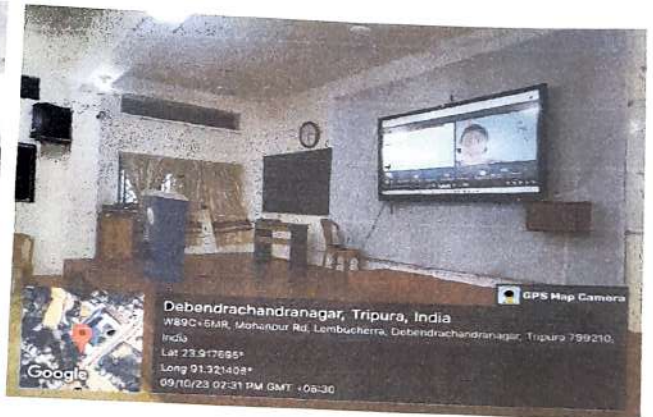 GPS Map Camera
Debendrachandranagar, Tripura, India
W89C+6MR, Mohanpur Rd, Lembucherra, Debendrachandranagar, Tripura 799210,
India
Lat 23.917695°
Long 91.321408°
09/10/23 02:31 PM GMT +05:30
Google